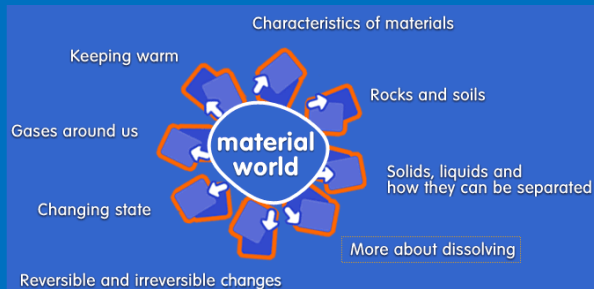 Characteristics of materials
Keeping warm
Rocks and soils
Gases around us
material
world
Solids, liquids and
how they can be separated
Changing state
More about dissolving
Reversible and irreversible changes